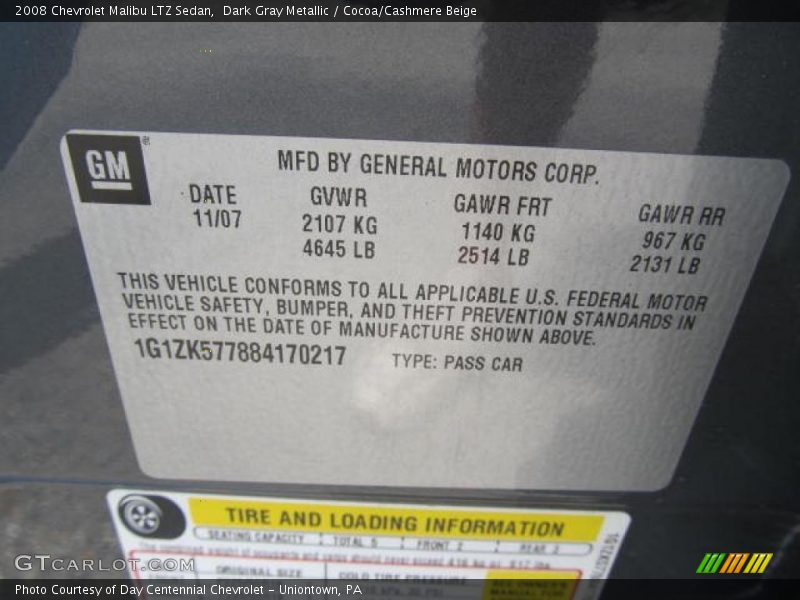 2008 Chevrolet Malibu LTZ Sedan, Dark Gray Metallic / Cocoa/Cashmere Beige
GM
MFD BY GENERAL MOTORS CORP.
DATE GVWR GAWR FRT GAWR RR
11/07 2107 KG 1140 KG 967 KG
4645 LB 2514 LB 2131 LB
THIS VEHICLE CONFORMS TO ALL APPLICABLE U.S. FEDERAL MOTOR
VEHICLE SAFETY, BUMPER, AND THEFT PREVENTION STANDARDS IN
EFFECT ON THE DATE OF MANUFACTURE SHOWN ABOVE.
1G1ZK577884170217 TYPE: PASS CAR
TIRE AND LOADING INFORMATION
SEATING CAPACITY TOTAL 5 FRONT 2 REAR 3
ORIGINAL SIZE COLD TIRE PRESSURE
GTCARLOT.COM
Photo Courtesy of Day Centennial Chevrolet - Uniontown, PA